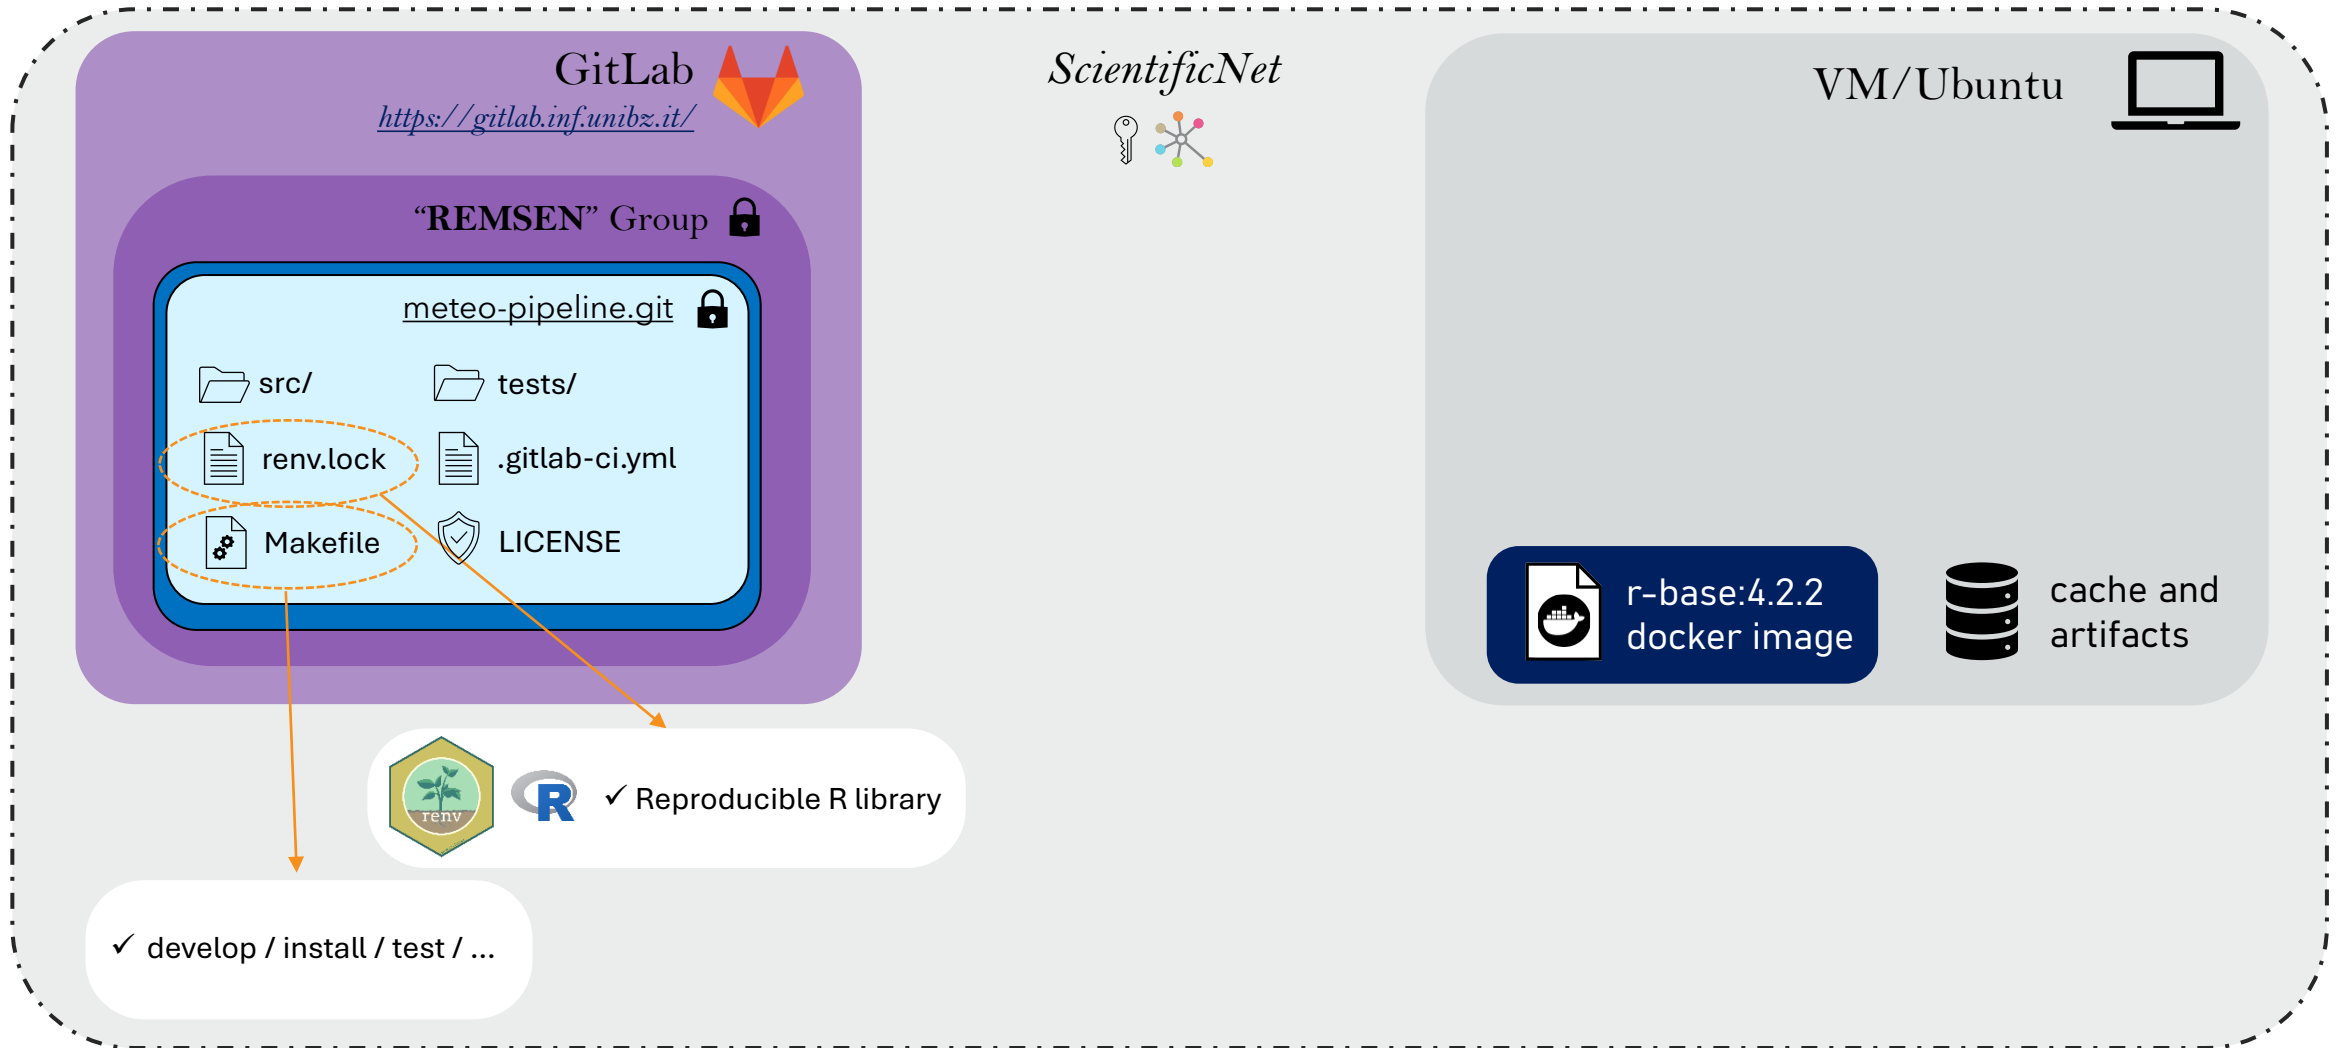 GitLab
https://gitlab.inf.unibz.it/
“REMSEN” Group
meteo-pipeline.git
src/
tests/
renv.lock
.gitlab-ci.yml
Makefile
LICENSE
ScientificNet
VM/Ubuntu
r-base:4.2.2
docker image
cache and
artifacts
renv
R
✓ Reproducible R library
✓ develop / install / test / ...